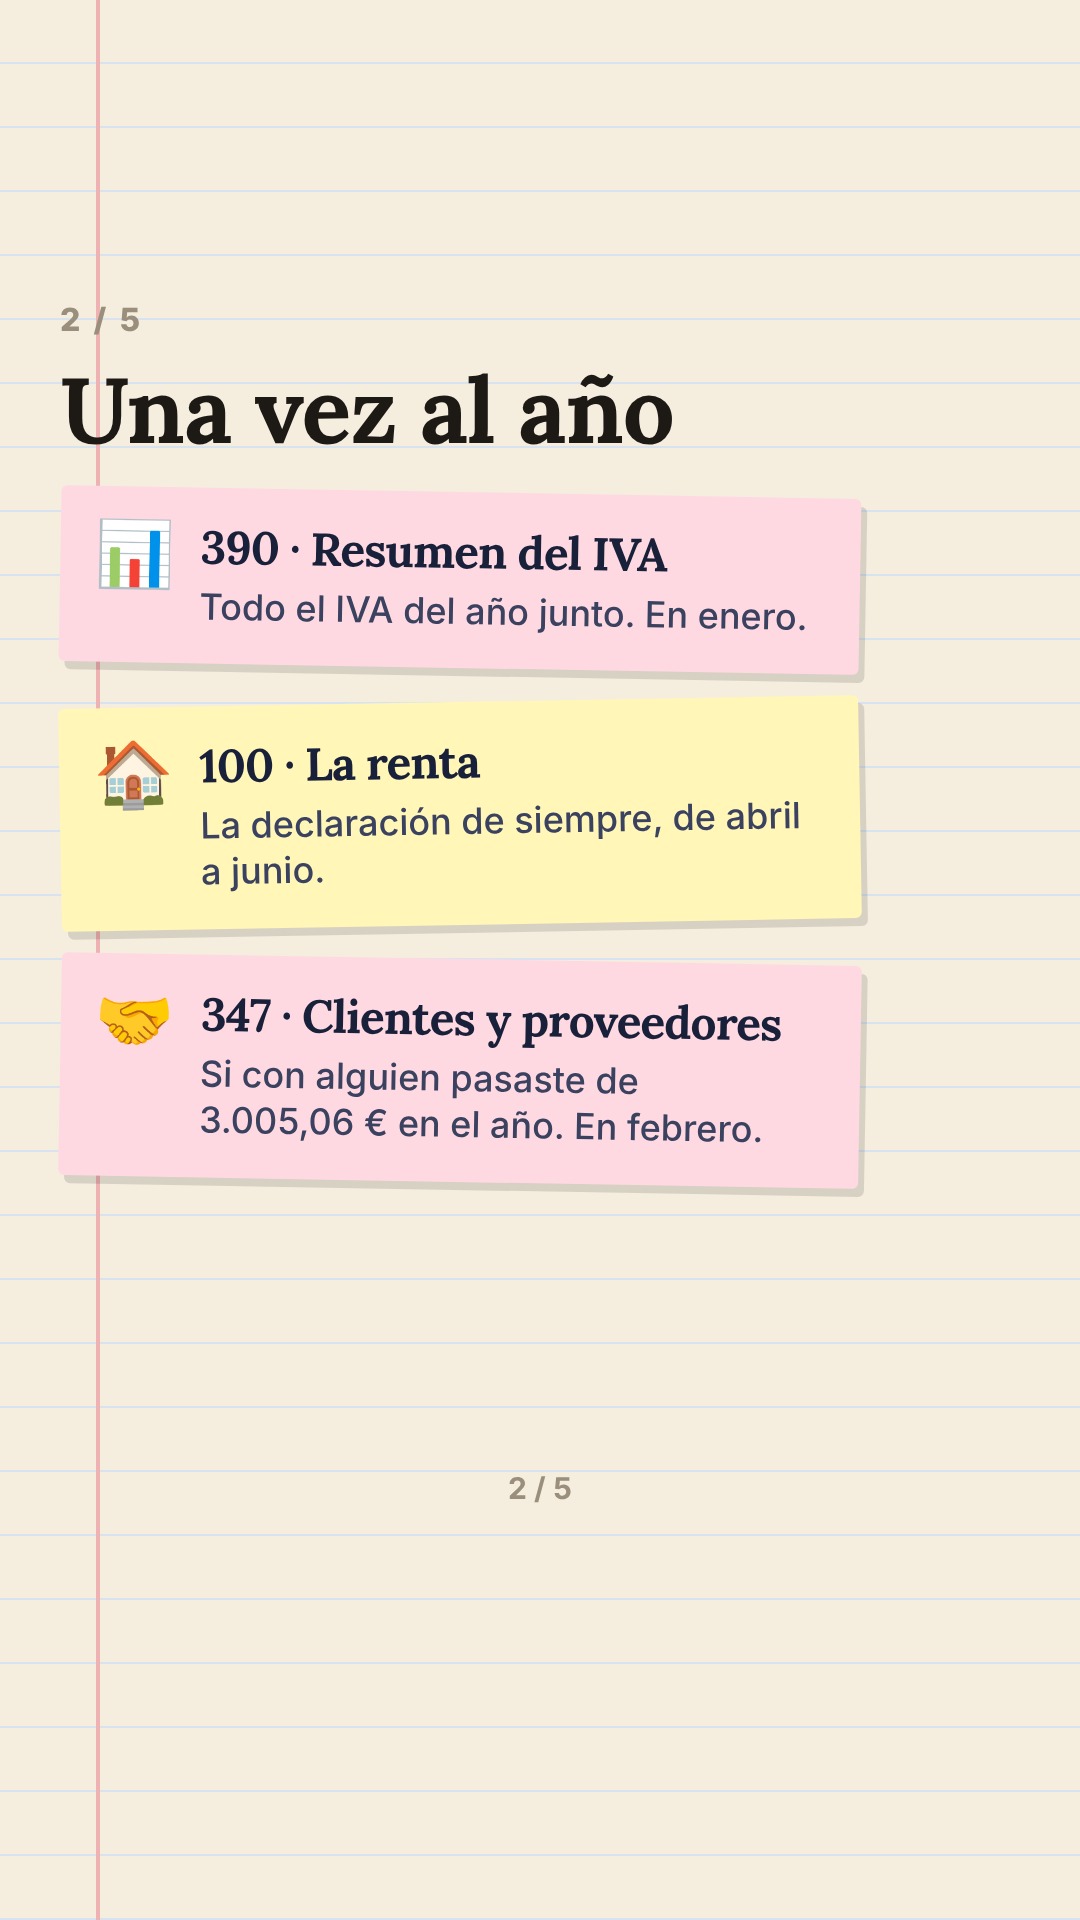 2 / 5
Una vez al año
390 · Resumen del IVA
Todo el IVA del año junto. En enero.
100 · La renta
La declaración de siempre, de abril
a junio.
347 · Clientes y proveedores
Si con alguien pasaste de
3.005,06 € en el año. En febrero.
2 / 5